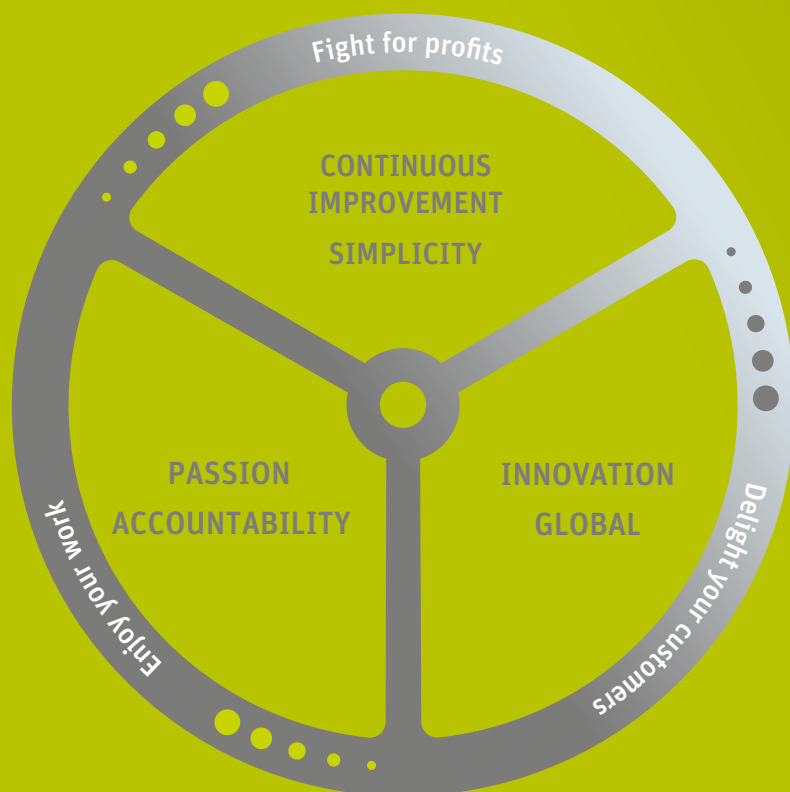 Fight for profits
CONTINUOUS
IMPROVEMENT
SIMPLICITY
PASSION
ACCOUNTABILITY
INNOVATION
GLOBAL
Enjoy your work
Delight your customers